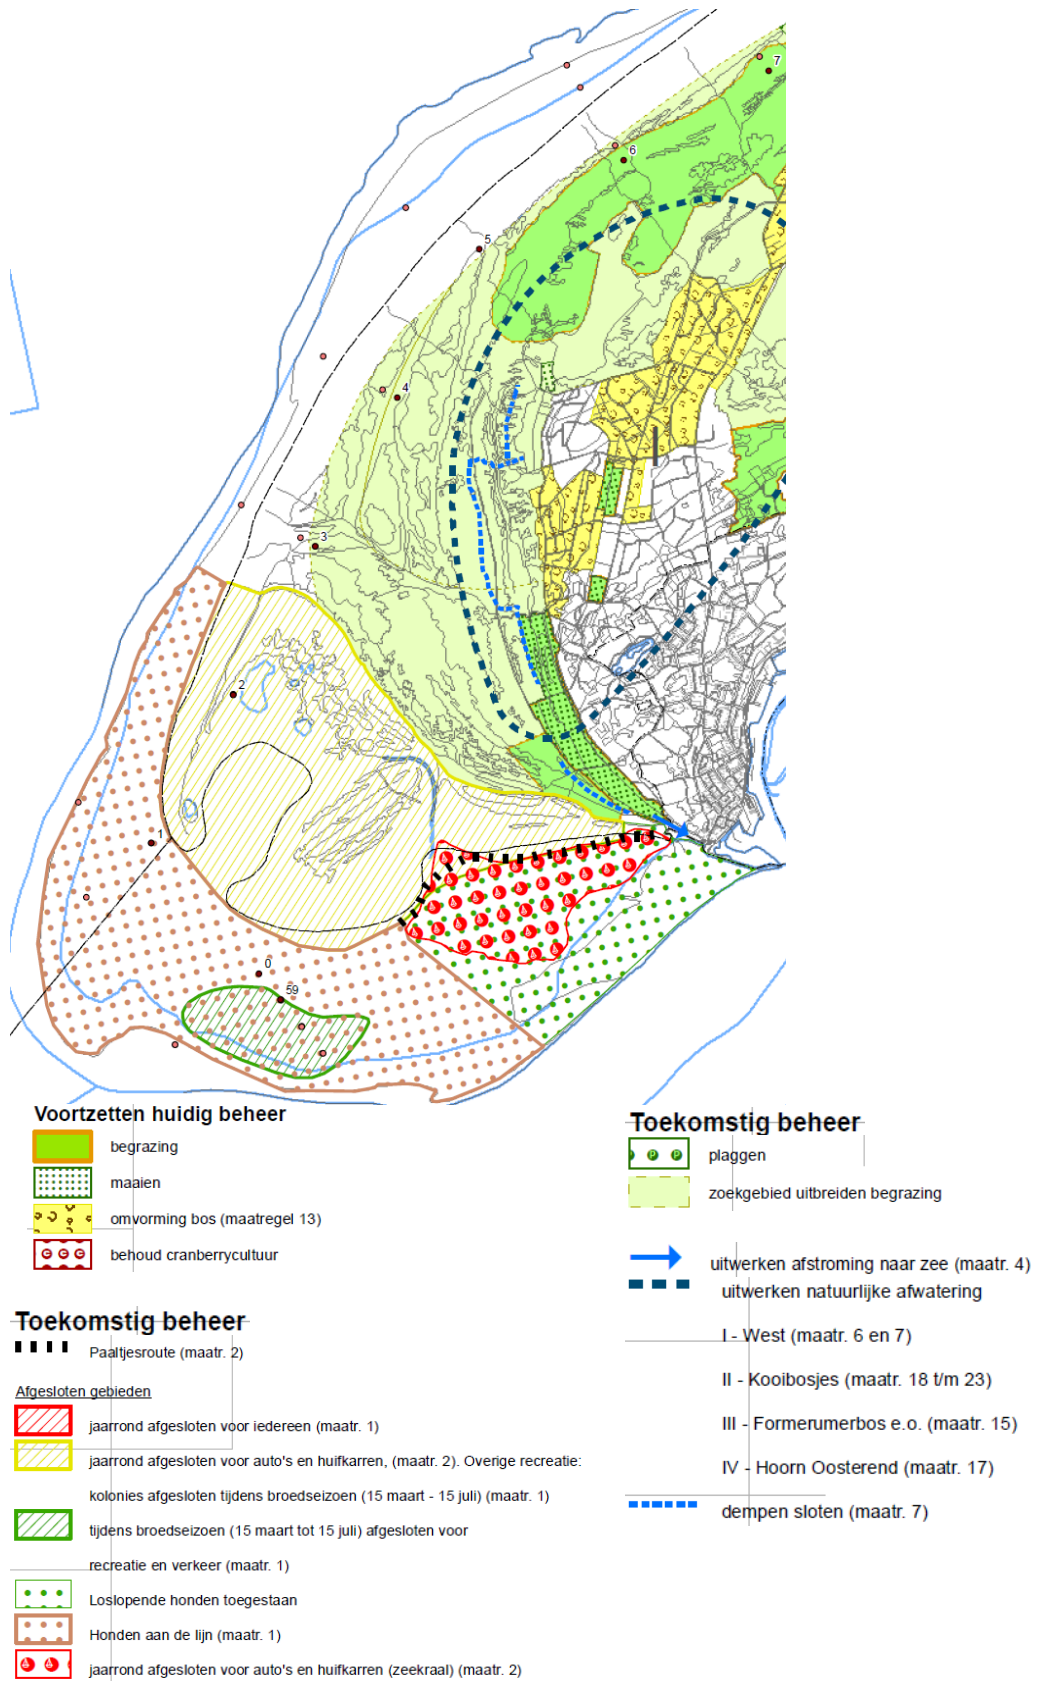 7
6
5
4
3
2
1
0
59
I
Voortzetten huidig beheer
begrazing
maaien
omvorming bos (maatregel 13)
behoud cranberrycultuur
Toekomstig beheer
Paaltjesroute (maatr. 2)
Afgesloten gebieden
jaarrond afgesloten voor iedereen (maatr. 1)
jaarrond afgesloten voor auto's en huifkarren, (maatr. 2). Overige recreatie:
kolonies afgesloten tijdens broedseizoen (15 maart - 15 juli) (maatr. 1)
tijdens broedseizoen (15 maart tot 15 juli) afgesloten voor
recreatie en verkeer (maatr. 1)
Loslopende honden toegestaan
Honden aan de lijn (maatr. 1)
jaarrond afgesloten voor auto's en huifkarren (zeekraal) (maatr. 2)
Toekomstig beheer
plaggen
zoekgebied uitbreiden begrazing
uitwerken afstroming naar zee (maatr. 4)
uitwerken natuurlijke afwatering
I - West (maatr. 6 en 7)
II - Kooibosjes (maatr. 18 t/m 23)
III - Formerumerbos e.o. (maatr. 15)
IV - Hoorn Oosterend (maatr. 17)
dempen sloten (maatr. 7)